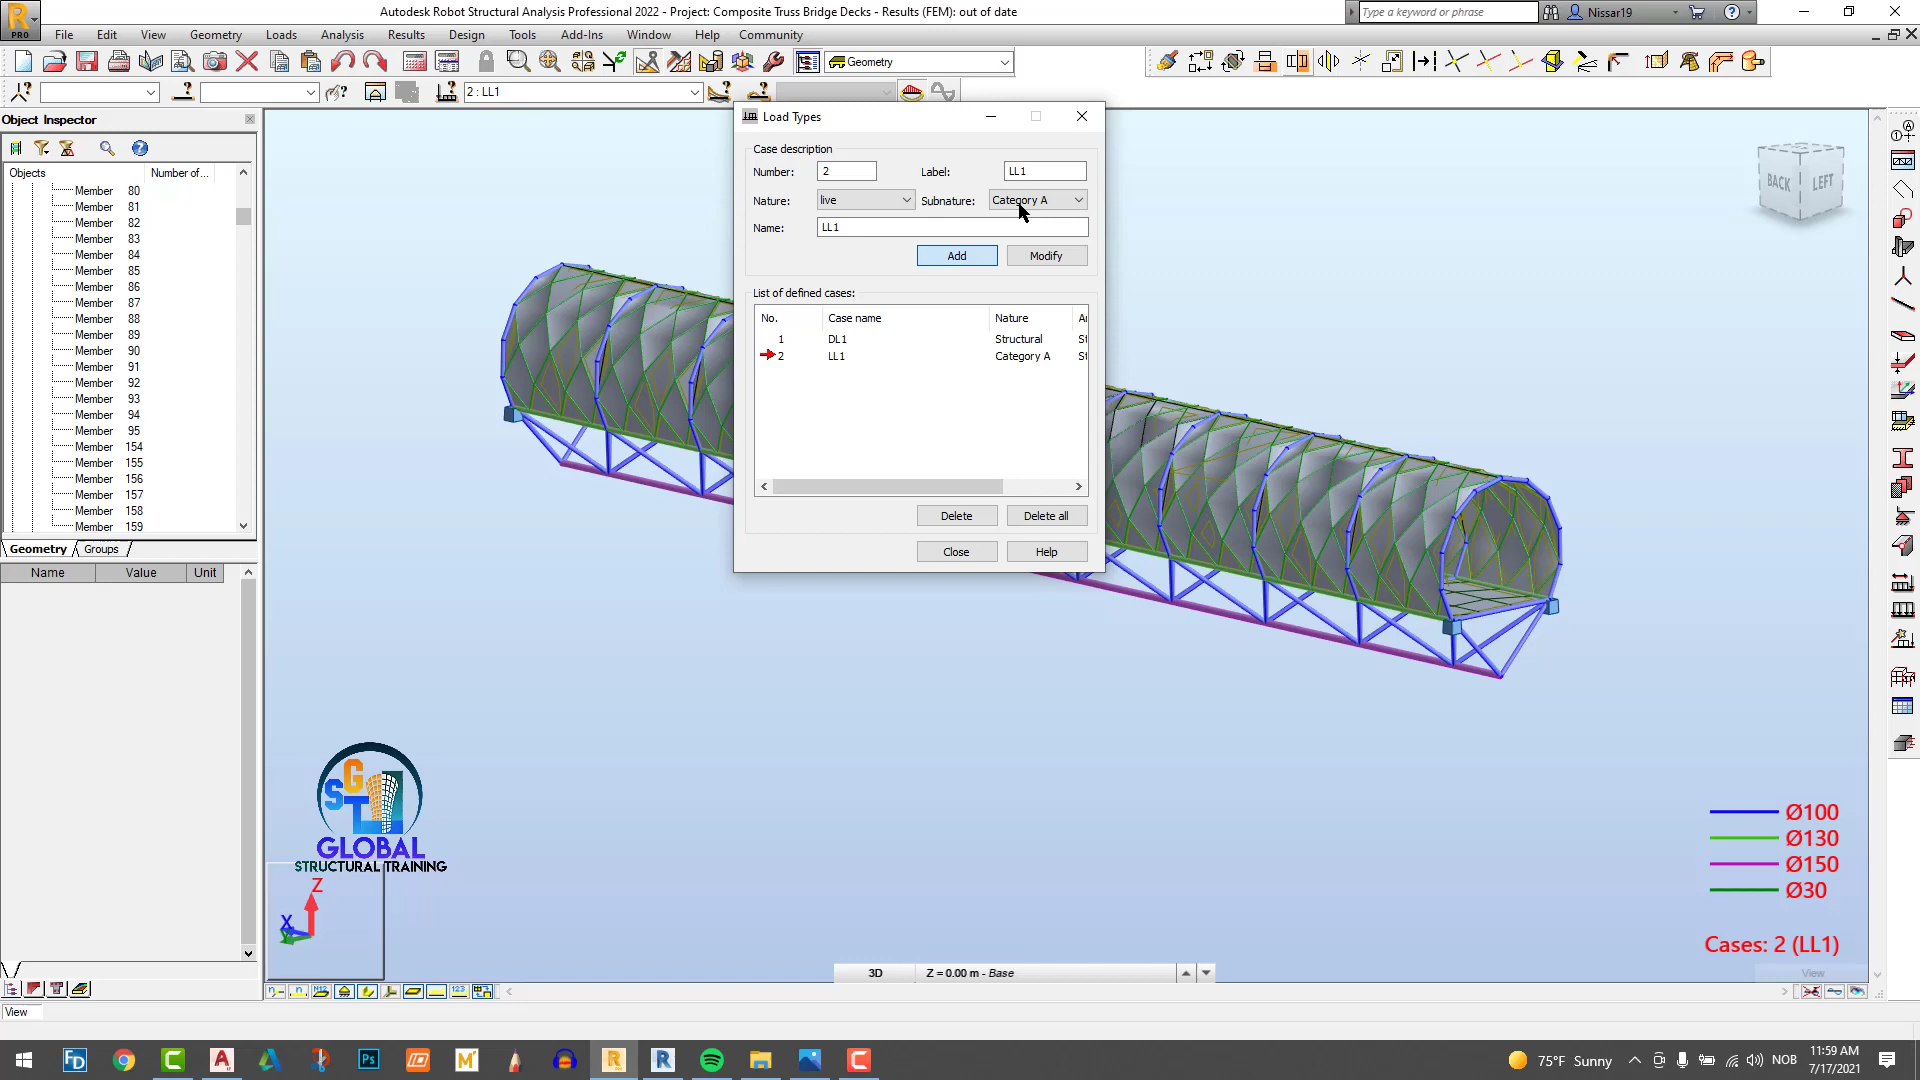 Autodesk Robot Structural Analysis Professional 2022 - Project: Composite Truss Bridge Decks - Results (FEM): out of date
Type a keyword or phrase
Nissar19
PRO
File Edit View Geometry Loads Analysis Results Design Tools Add-Ins Window Help Community
Geometry
2 : LL1
Object Inspector
Objects Number of...
Member 80
Member 81
Member 82
Member 83
Member 84
Member 85
Member 86
Member 87
Member 88
Member 89
Member 90
Member 91
Member 92
Member 93
Member 94
Member 95
Member 154
Member 155
Member 156
Member 157
Member 158
Member 159
Geometry Groups
Name Value Unit
Load Types
Case description
Number: 2 Label: LL1
Nature: live Subnature: Category A
Name: LL1
Add Modify
List of defined cases:
No. Case name Nature
1 DL1 Structural St
2 LL1 Category A St
Delete Delete all
Close Help
BACK LEFT
SGT
GLOBAL
STRUCTURAL TRAINING
Z
X
Y
Ø100
Ø130
Ø150
Ø30
Cases: 2 (LL1)
3D Z = 0.00 m - Base
View
View
75°F Sunny
NOB
11:59 AM
7/17/2021